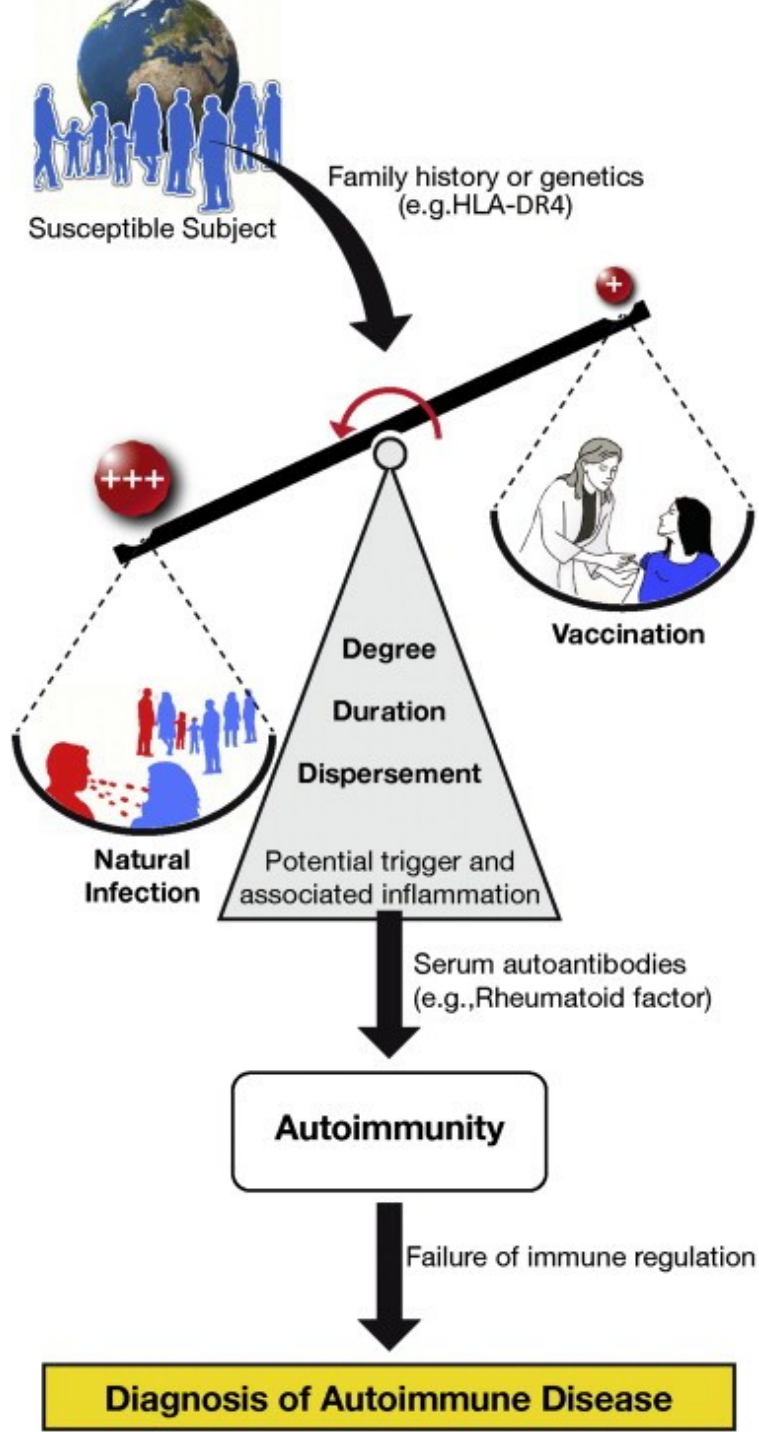 Susceptible Subject
Family history or genetics
(e.g.HLA-DR4)
+
+++
Vaccination
Degree
Duration
Dispersement
Natural
Infection
Potential trigger and
associated inflammation
Serum autoantibodies
(e.g.,Rheumatoid factor)
Autoimmunity
Failure of immune regulation
Diagnosis of Autoimmune Disease